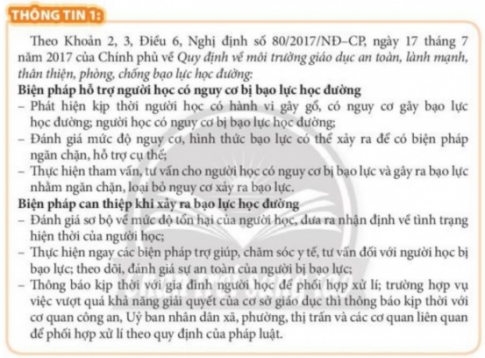 THÔNG TIN 1:
Theo Khoản 2, 3, Điều 6, Nghị định số 80/2017/NĐ–CP, ngày 17 tháng 7
năm 2017 của Chính phủ về Quy định về môi trường giáo dục an toàn, lành mạnh,
thân thiện, phòng, chống bạo lực học đường:
Biện pháp hỗ trợ người học có nguy cơ bị bạo lực học đường
– Phát hiện kịp thời người học có hành vi gây gổ, có nguy cơ gây bạo lực
học đường; người học có nguy cơ bị bạo lực học đường;
– Đánh giá mức độ nguy cơ, hình thức bạo lực có thể xảy ra để có biện pháp
ngăn chặn, hỗ trợ cụ thể;
– Thực hiện tham vấn, tư vấn cho người học có nguy cơ bị bạo lực và gây ra bạo lực
nhằm ngăn chặn, loại bỏ nguy cơ xảy ra bạo lực.
Biện pháp can thiệp khi xảy ra bạo lực học đường
– Đánh giá sơ bộ về mức độ tổn hại của người học, đưa ra nhận định về tình trạng
hiện thời của người học;
– Thực hiện ngay các biện pháp trợ giúp, chăm sóc y tế, tư vấn đối với người học bị
bạo lực; theo dõi, đánh giá sự an toàn của người bị bạo lực;
– Thông báo kịp thời với gia đình người học để phối hợp xử lí; trường hợp vụ
việc vượt quá khả năng giải quyết của cơ sở giáo dục thì thông báo kịp thời với
cơ quan công an, Uỷ ban nhân dân xã, phường, thị trấn và các cơ quan liên quan
để phối hợp xử lí theo quy định của pháp luật.